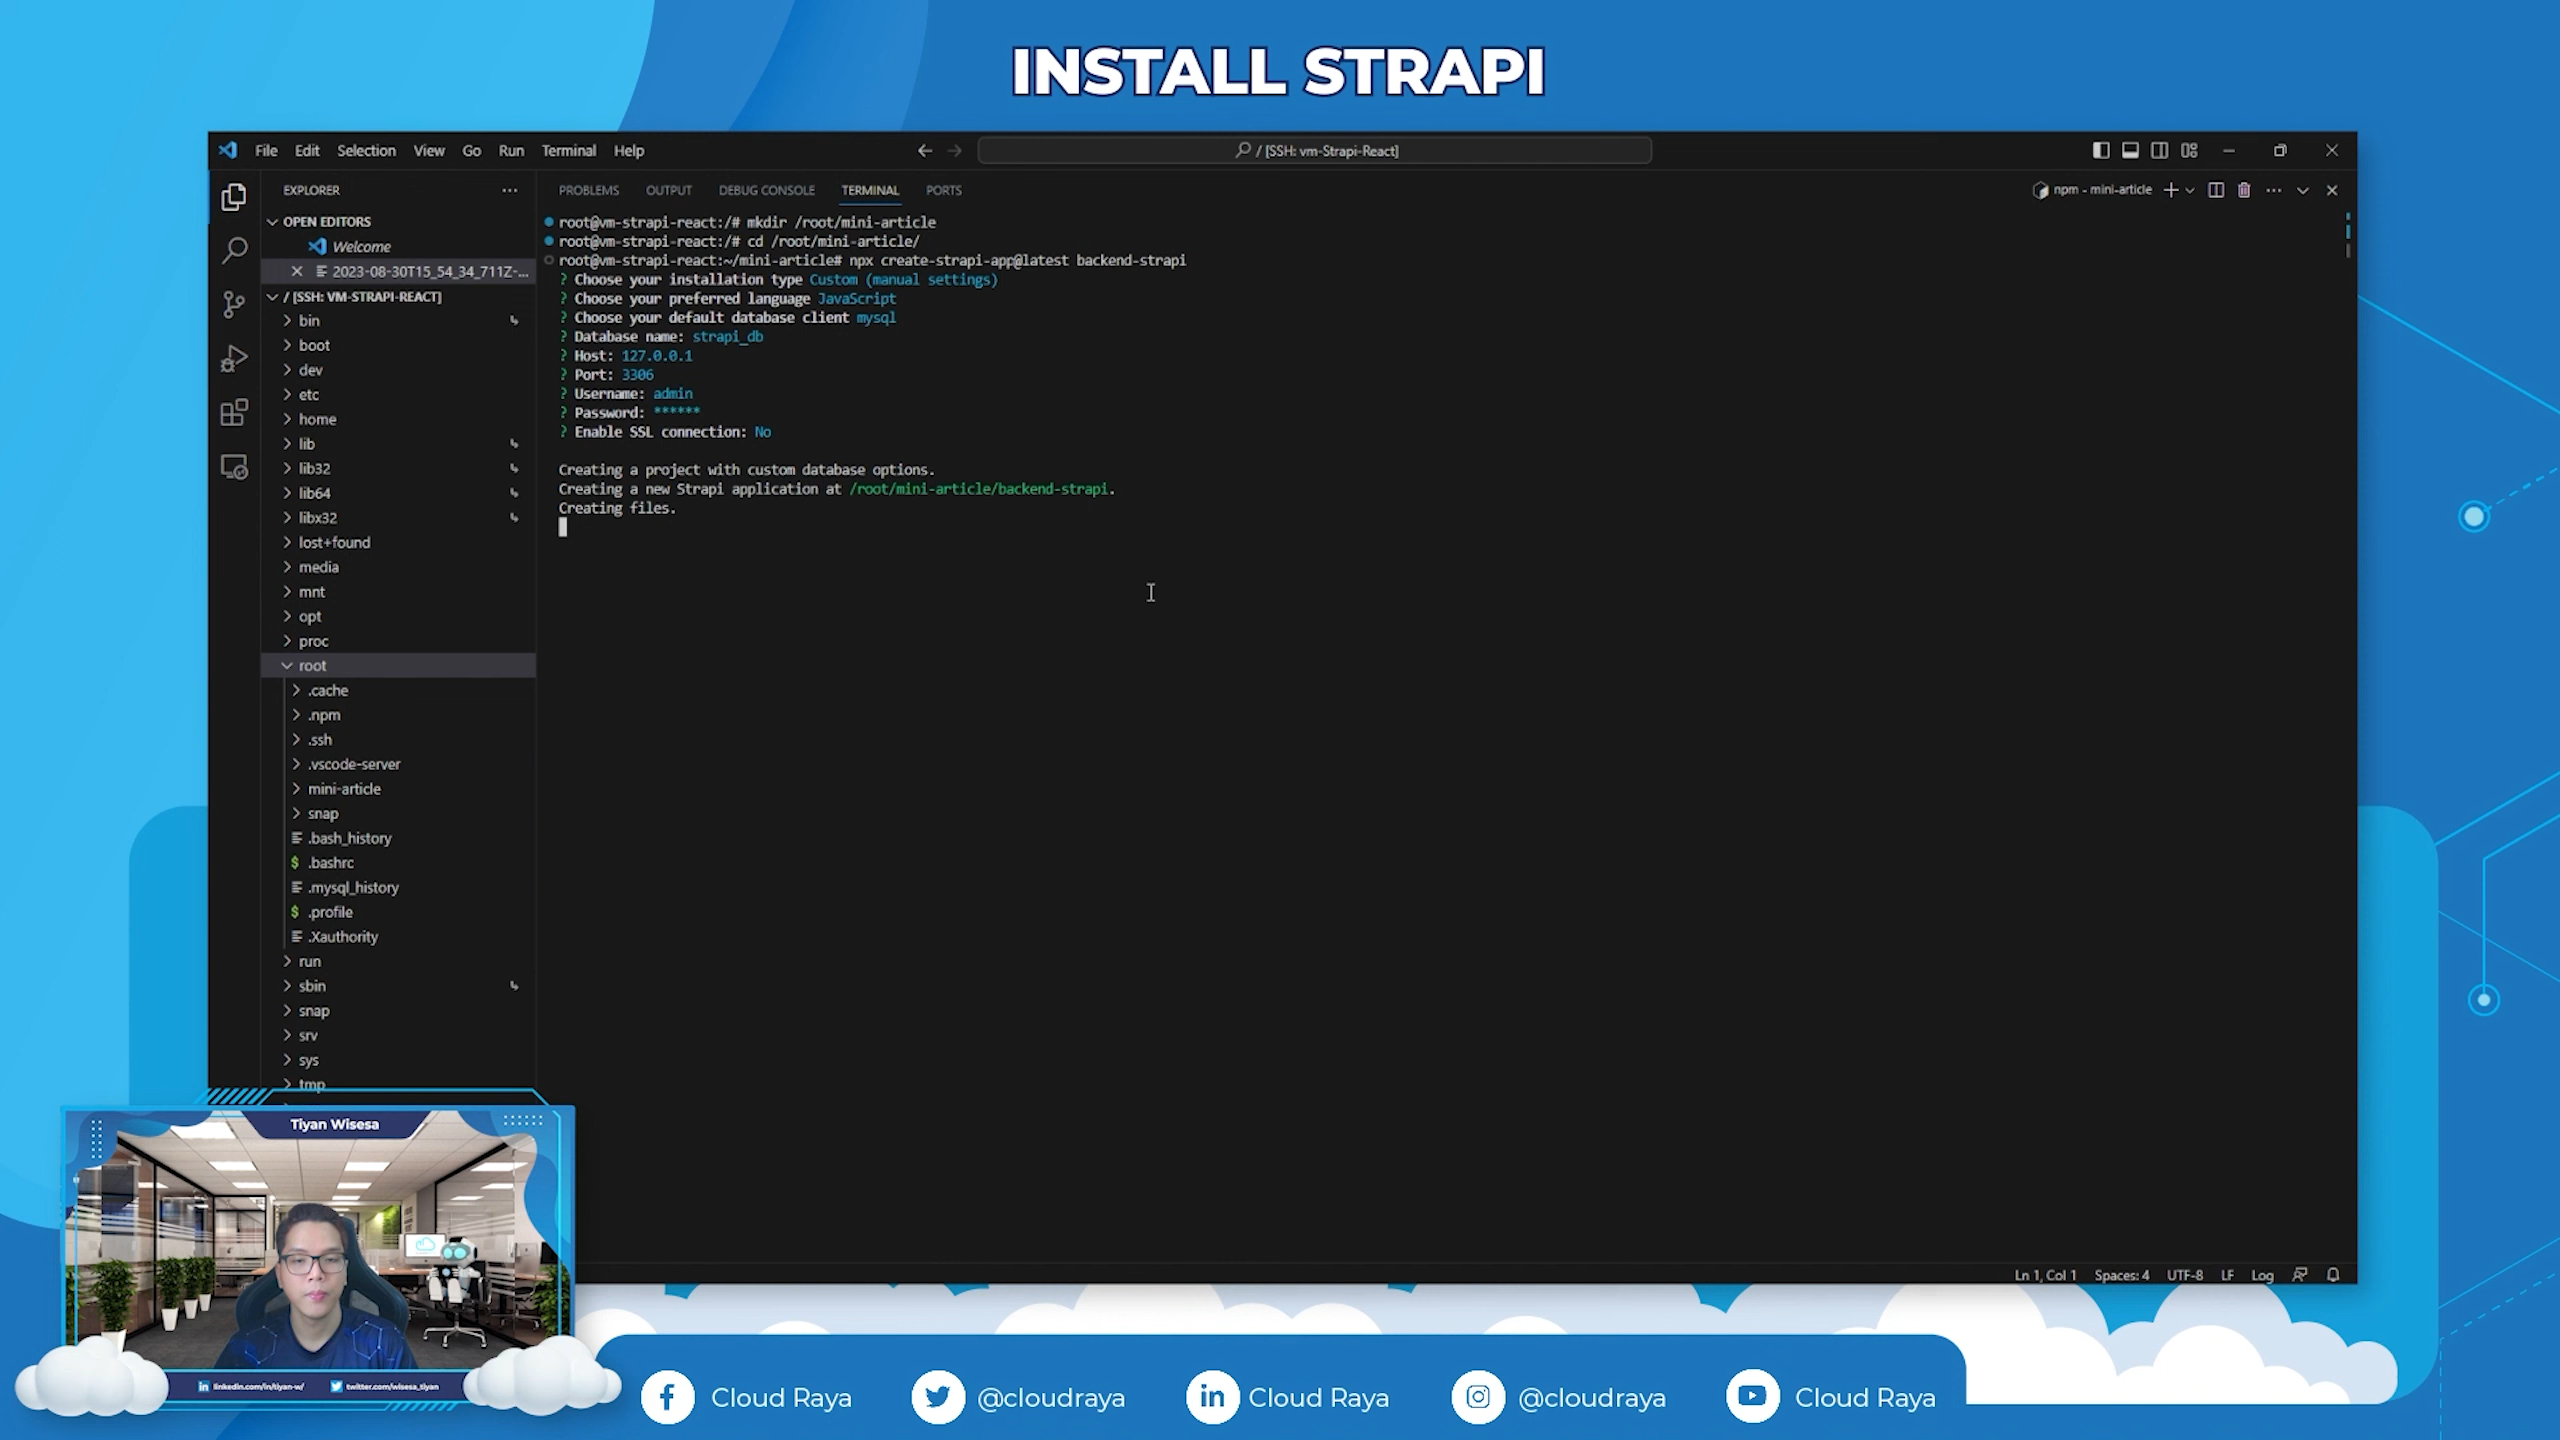 INSTALL STRAPI
File Edit Selection View Go Run Terminal Help
/ [SSH: vm-Strapi-React]
EXPLORER
OPEN EDITORS
Welcome
2023-08-30T15_54_34_711Z-...
/ [SSH: VM-STRAPI-REACT]
bin
boot
dev
etc
home
lib
lib32
lib64
libx32
lost+found
media
mnt
opt
proc
root
.cache
.npm
.ssh
.vscode-server
mini-article
snap
.bash_history
.bashrc
.mysql_history
.profile
.Xauthority
run
sbin
snap
srv
sys
tmp
PROBLEMS OUTPUT DEBUG CONSOLE TERMINAL PORTS
npm - mini-article
root@vm-strapi-react:/# mkdir /root/mini-article
root@vm-strapi-react:/# cd /root/mini-article/
root@vm-strapi-react:~/mini-article# npx create-strapi-app@latest backend-strapi
? Choose your installation type Custom (manual settings)
? Choose your preferred language JavaScript
? Choose your default database client mysql
? Database name: strapi_db
? Host: 127.0.0.1
? Port: 3306
? Username: admin
? Password: ******
? Enable SSL connection: No
Creating a project with custom database options.
Creating a new Strapi application at /root/mini-article/backend-strapi.
Creating files.
Ln 1, Col 1 Spaces: 4 UTF-8 LF Log
Tiyan Wisesa
linkedin.com/in/tiyan-w/ twitter.com/wisesa_tiyan
Cloud Raya @cloudraya Cloud Raya @cloudraya Cloud Raya